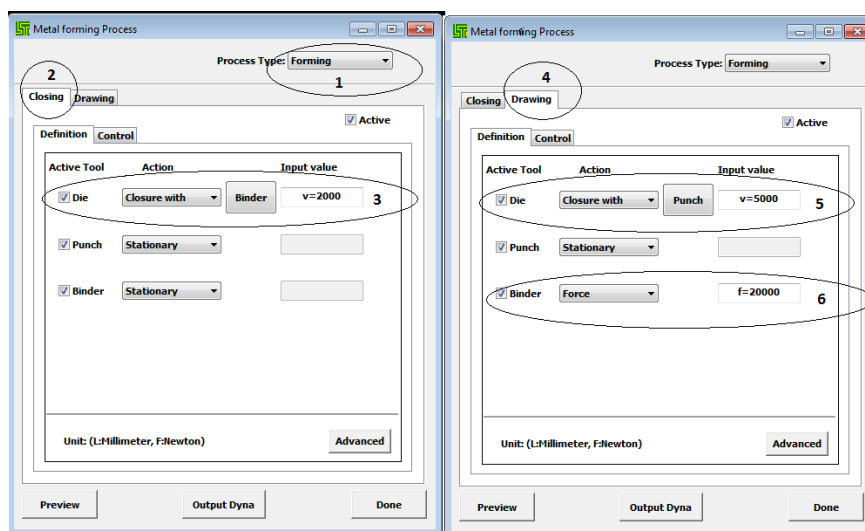 Metal forming Process
Process Type: Forming
1
2
Closing Drawing
Active
Definition Control
Active Tool Action Input value
Die Closure with Binder v=2000 3
Punch Stationary
Binder Stationary
Unit: (L:Millimeter, F:Newton) Advanced
Preview Output Dyna Done
Metal forming Process
Process Type: Forming
4
Closing Drawing
Active
Definition Control
Active Tool Action Input value
Die Closure with Punch v=5000 5
Punch Stationary
Binder Force f=20000 6
Unit: (L:Millimeter, F:Newton) Advanced
Preview Output Dyna Done